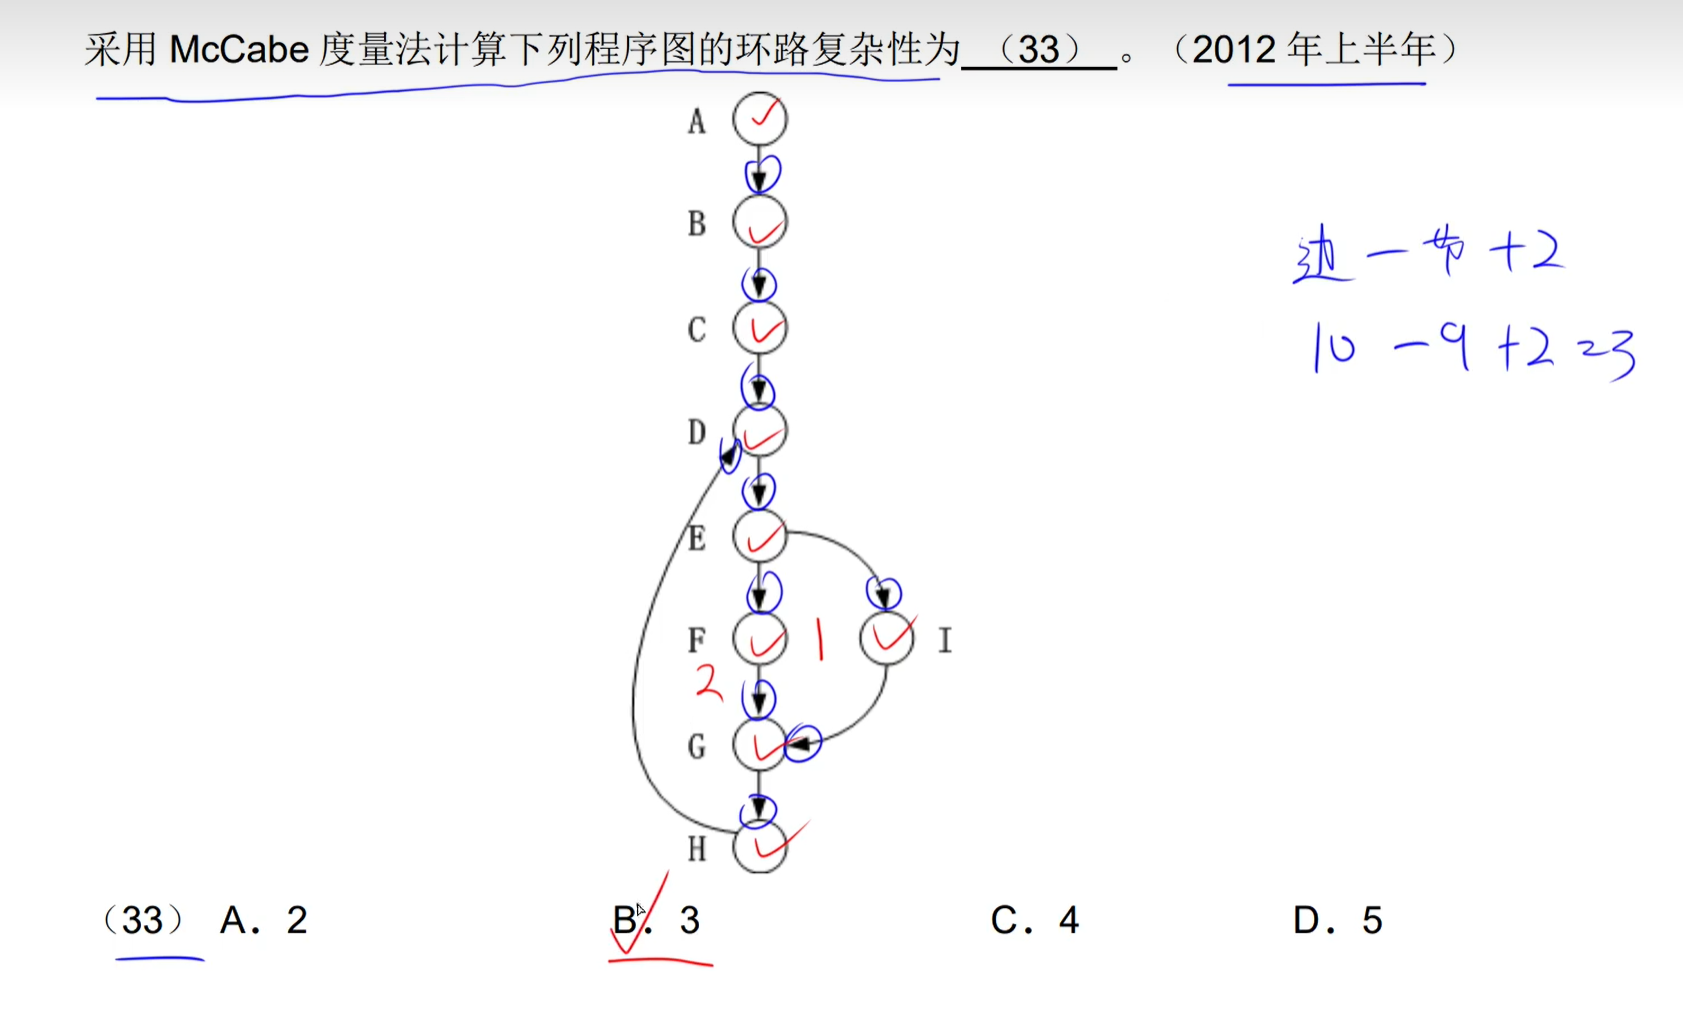 采用 McCabe 度量法计算下列程序图的环路复杂性为 （33） 。（2012 年上半年）
A
B
边 - 节 + 2
C
10 - 9 + 2 = 3
D
E
F
1
I
2
G
H
（33） A. 2 B. 3 C. 4 D. 5